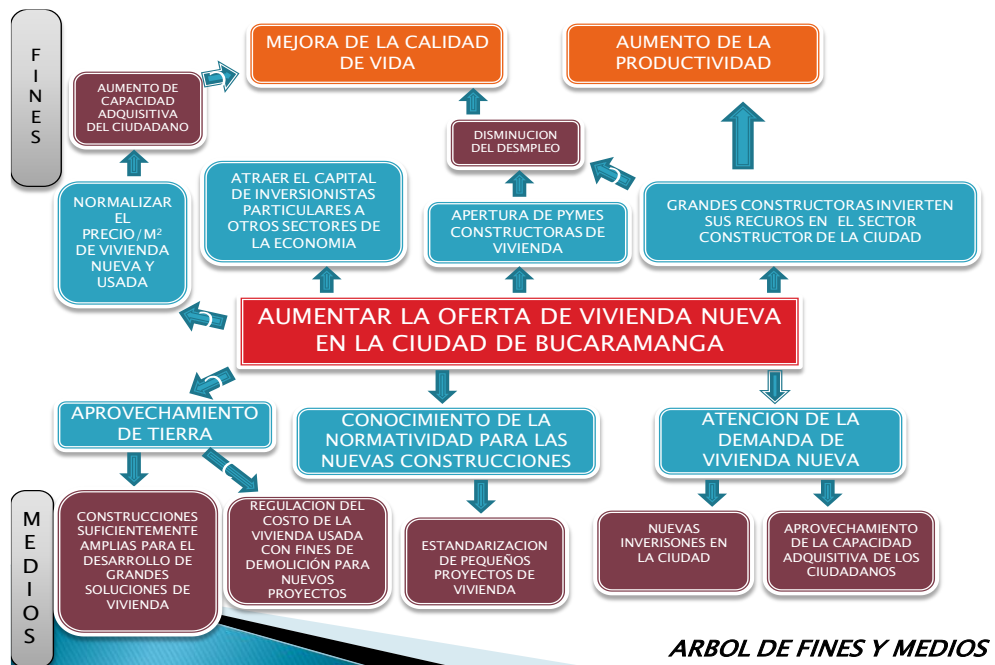 FINES
MEJORA DE LA CALIDAD
DE VIDA
AUMENTO DE LA
PRODUCTIVIDAD
AUMENTO DE
CAPACIDAD
ADQUISITIVA
DEL CIUDADANO
DISMINUCION
DEL DESMPLEO
NORMALIZAR
EL
PRECIO/M²
DE VIVIENDA
NUEVA Y
USADA
ATRAER EL CAPITAL
DE INVERSIONISTAS
PARTICULARES A
OTROS SECTORES DE
LA ECONOMIA
APERTURA DE PYMES
CONSTRUCTORAS DE
VIVIENDA
GRANDES CONSTRUCTORAS INVIERTEN
SUS RECUROS EN EL SECTOR
CONSTRUCTOR DE LA CIUDAD
AUMENTAR LA OFERTA DE VIVIENDA NUEVA
EN LA CIUDAD DE BUCARAMANGA
APROVECHAMIENTO
DE TIERRA
CONOCIMIENTO DE LA
NORMATIVIDAD PARA LAS
NUEVAS CONSTRUCCIONES
ATENCION DE LA
DEMANDA DE
VIVIENDA NUEVA
MEDIOS
CONSTRUCCIONES
SUFICIENTEMENTE
AMPLIAS PARA EL
DESARROLLO DE
GRANDES
SOLUCIONES DE
VIVIENDA
REGULACION DEL
COSTO DE LA
VIVIENDA USADA
CON FINES DE
DEMOLICIÓN PARA
NUEVOS
PROYECTOS
ESTANDARIZACION
DE PEQUEÑOS
PROYECTOS DE
VIVIENDA
NUEVAS
INVERISONES EN
LA CIUDAD
APROVECHAMIENTO
DE LA CAPACIDAD
ADQUISITIVA DE LOS
CIUDADANOS
ARBOL DE FINES Y MEDIOS